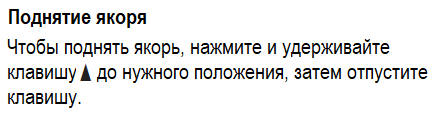 Поднятие якоря
Чтобы поднять якорь, нажмите и удерживайте
клавишу ▲ до нужного положения, затем отпустите
клавишу.